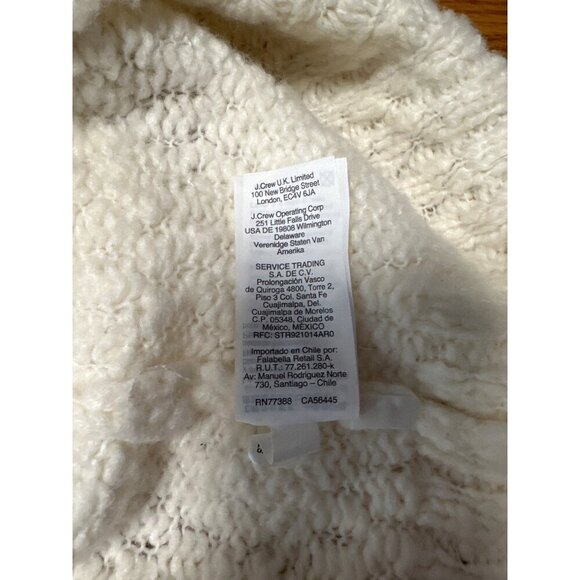 J.Crew U.K. Limited
100 New Bridge Street
London, EC4V 6JA
J.Crew Operating Corp
251 Little Falls Drive
USA DE 19808 Wilmington
Delaware
Verenidge Staten Van
Amerika
SERVICE TRADING
S.A. DE C.V.
Prolongación Vasco
de Quiroga 4800, Torre 2,
Piso 3 Col. Santa Fe
Cuajimalpa, Del.
Cuajimalpa de Morelos
C.P. 05348, Ciudad de
México, MÉXICO
RFC: STR921014AR0
Importado en Chile por:
Falabella Retail S.A.
R.U.T.: 77.261.280-k
Av: Manuel Rodriguez Norte
730, Santiago - Chile
RN77388 CA56445